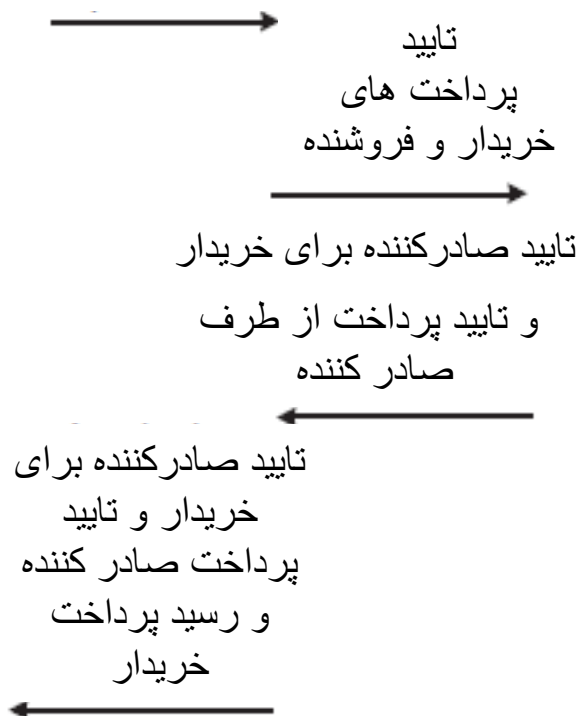 تایید
پرداخت های
خریدار و فروشنده
تایید صادرکننده برای خریدار
و تایید پرداخت از طرف
صادر کننده
تایید صادرکننده برای
خریدار و تایید
پرداخت صادر کننده
و رسید پرداخت
خریدار